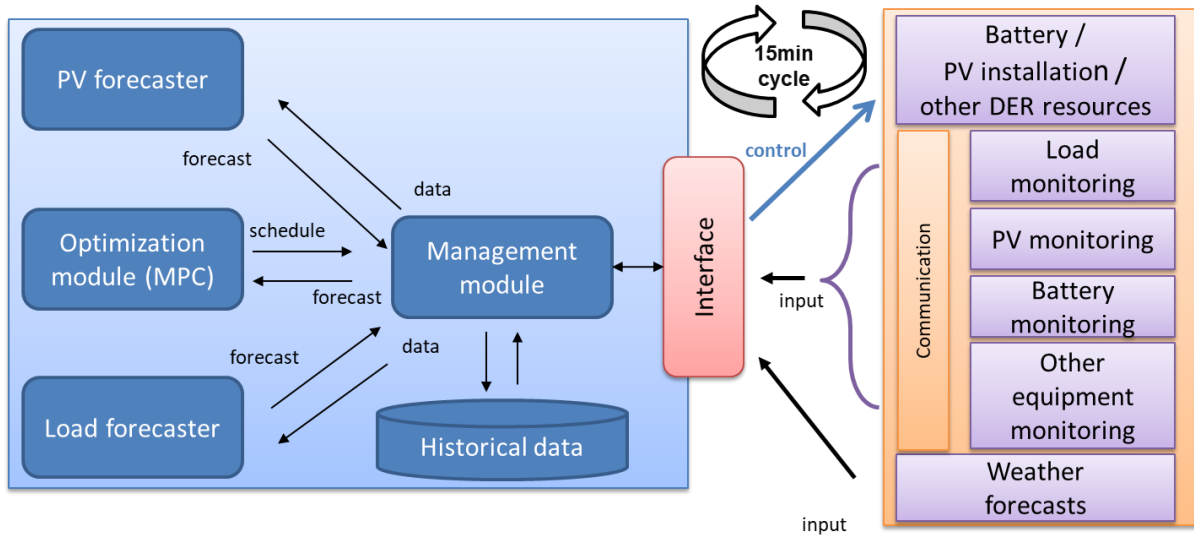 PV forecaster
forecast
data
Optimization
module (MPC)
schedule
forecast
Management
module
forecast
data
Load forecaster
Historical data
Interface
15min
cycle
control
input
input
Battery /
PV installation /
other DER resources
Communication
Load
monitoring
PV monitoring
Battery
monitoring
Other
equipment
monitoring
Weather
forecasts